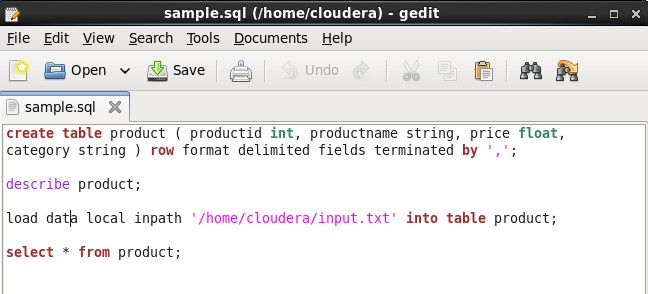 sample.sql (/home/cloudera) - gedit
File Edit View Search Tools Documents Help
Open Save Undo
sample.sql
create table product ( productid int, productname string, price float,
category string ) row format delimited fields terminated by ',';
describe product;
load data local inpath '/home/cloudera/input.txt' into table product;
select * from product;